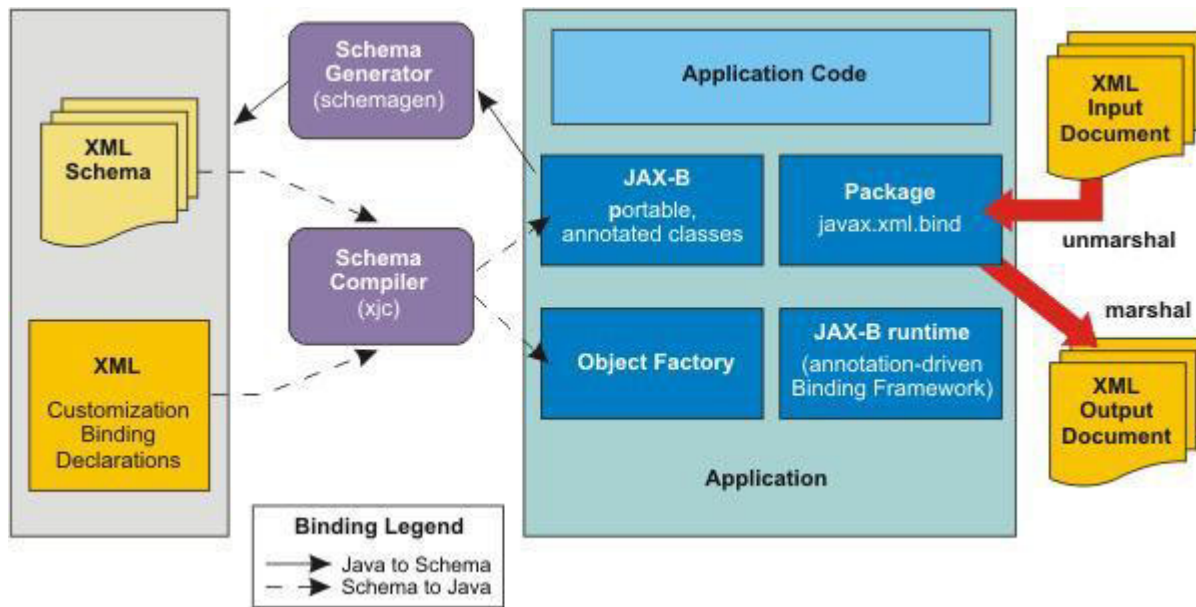 Schema
Generator
(schemagen)
XML
Schema
Schema
Compiler
(xjc)
XML
Customization
Binding
Declarations
Application Code
JAX-B
portable,
annotated classes
Package
javax.xml.bind
Object Factory
JAX-B runtime
(annotation-driven
Binding Framework)
Application
XML
Input
Document
unmarshal
marshal
XML
Output
Document
Binding Legend
Java to Schema
Schema to Java